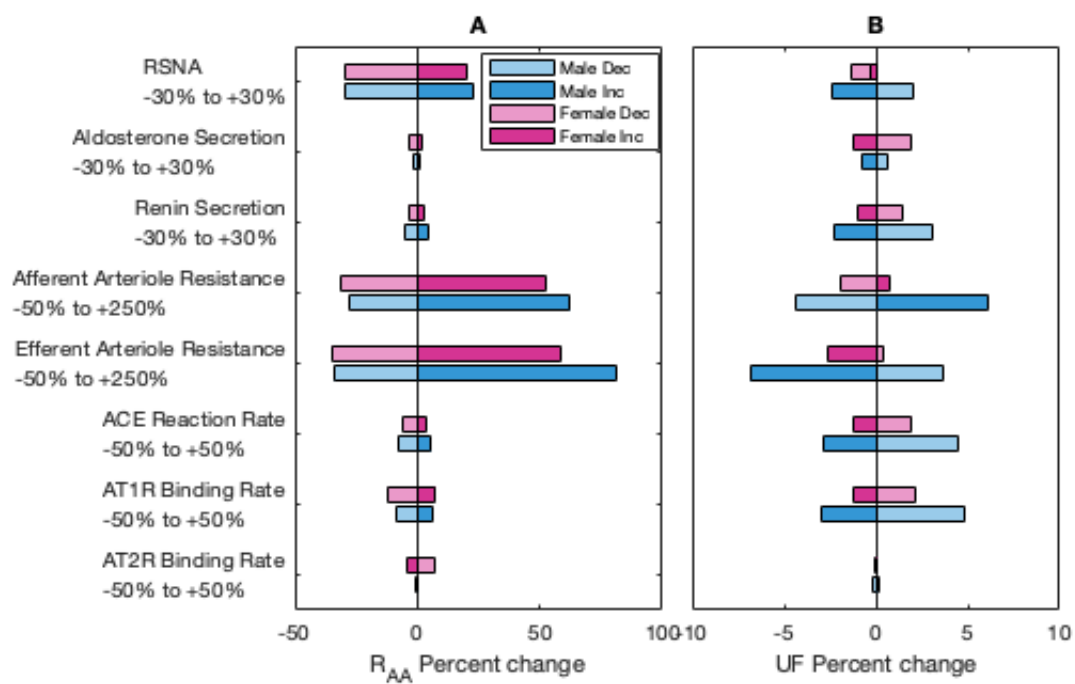 A
B
RSNA
-30% to +30%
Aldosterone Secretion
-30% to +30%
Renin Secretion
-30% to +30%
Afferent Arteriole Resistance
-50% to +250%
Efferent Arteriole Resistance
-50% to +250%
ACE Reaction Rate
-50% to +50%
AT1R Binding Rate
-50% to +50%
AT2R Binding Rate
-50% to +50%
Male Dec
Male Inc
Female Dec
Female Inc
-50 0 50 100
-10 -5 0 5 10
R_AA Percent change
UF Percent change